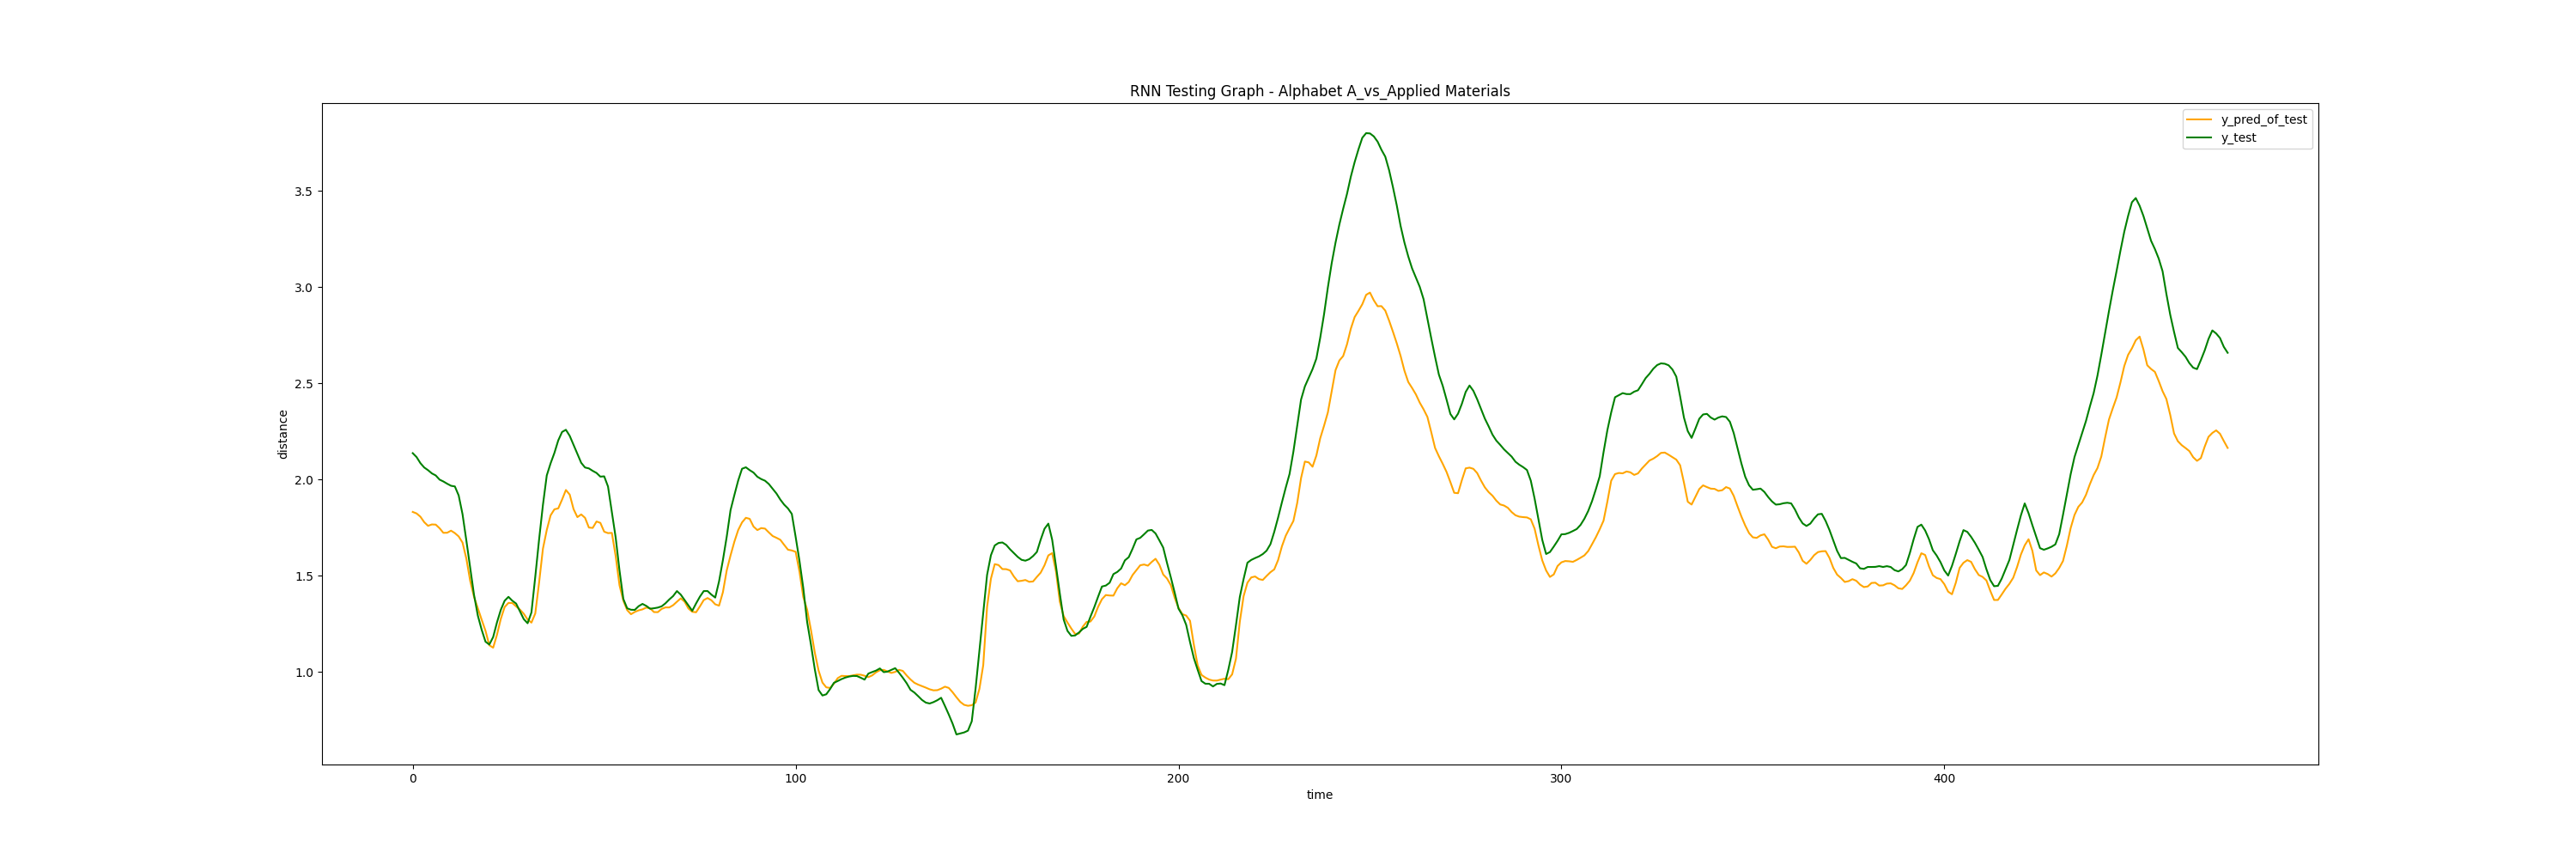 RNN Testing Graph - Alphabet A_vs_Applied Materials
y_pred_of_test
y_test
distance
3.5
3.0
2.5
2.0
1.5
1.0
0 100 200 300 400
time